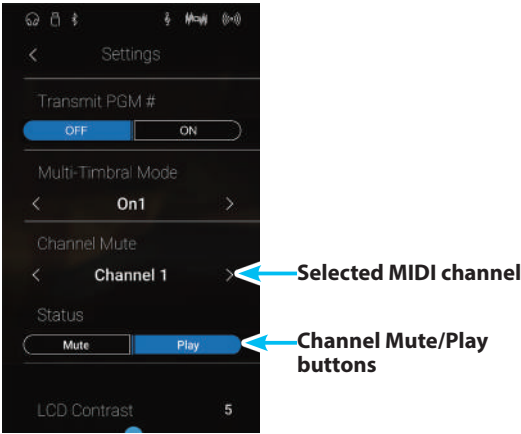 Settings
Transmit PGM #
OFF ON
Multi-Timbral Mode
On1
Channel Mute
Channel 1
Selected MIDI channel
Status
Mute Play
Channel Mute/Play
buttons
LCD Contrast 5